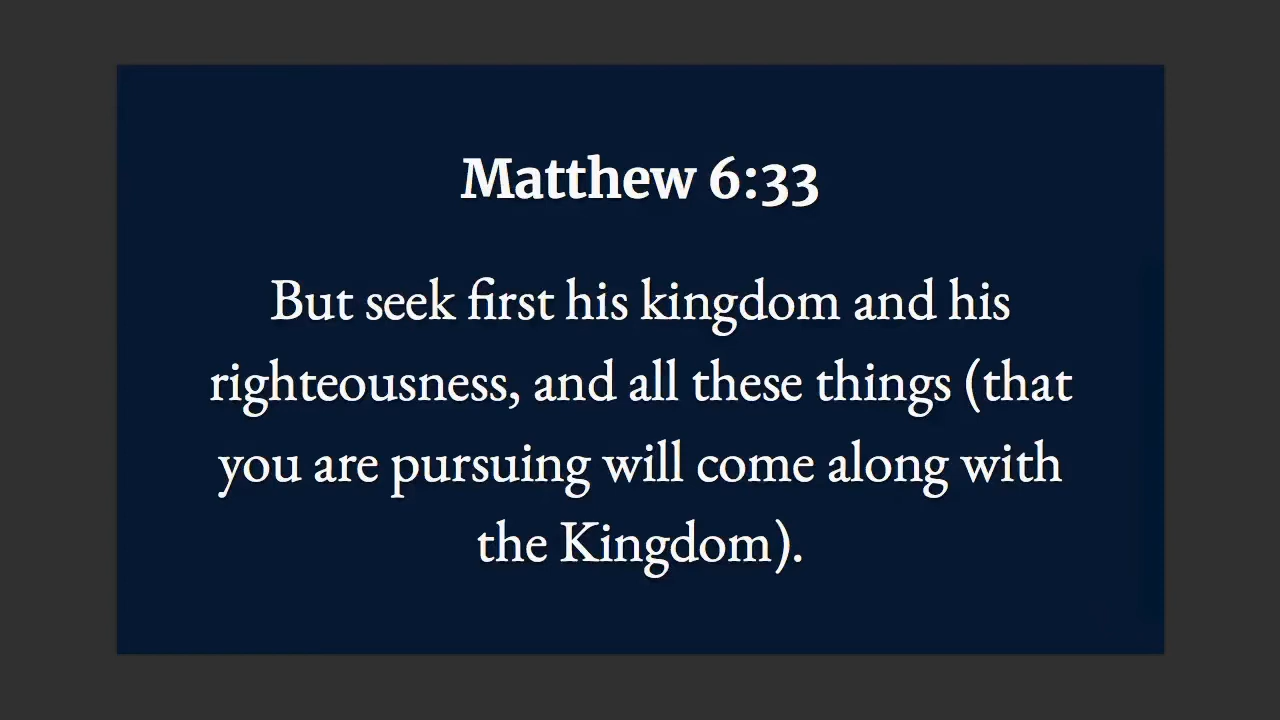 Matthew 6:33
But seek first his kingdom and his
righteousness, and all these things (that
you are pursuing will come along with
the Kingdom).